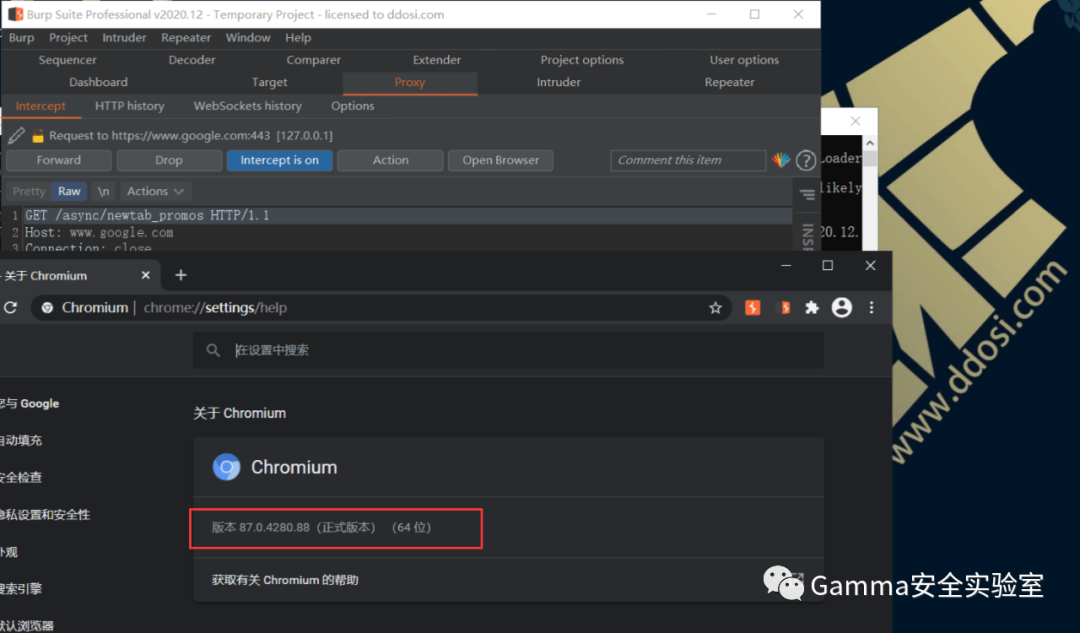 Burp Suite Professional v2020.12 - Temporary Project - licensed to ddosi.com
Burp Project Intruder Repeater Window Help
Sequencer Decoder Comparer Extender Project options User options
Dashboard Target Proxy Intruder Repeater
Intercept HTTP history WebSockets history Options
Request to https://www.google.com:443 [127.0.0.1]
Forward Drop Intercept is on Action Open Browser Comment this item ?
Loader
Pretty Raw \n Actions
likely
1 GET /async/newtab_promos HTTP/1.1
2 Host: www.google.com
20.12.
3 Connection: close
INSP
关于 Chromium
Chromium | chrome://settings/help
在设置中搜索
您与 Google
关于 Chromium
自动填充
安全检查
Chromium
隐私设置和安全性
版本 87.0.4280.88（正式版本） （64 位）
外观
获取有关 Chromium 的帮助
搜索引擎
默认浏览器
www.ddosi.com
Gamma安全实验室